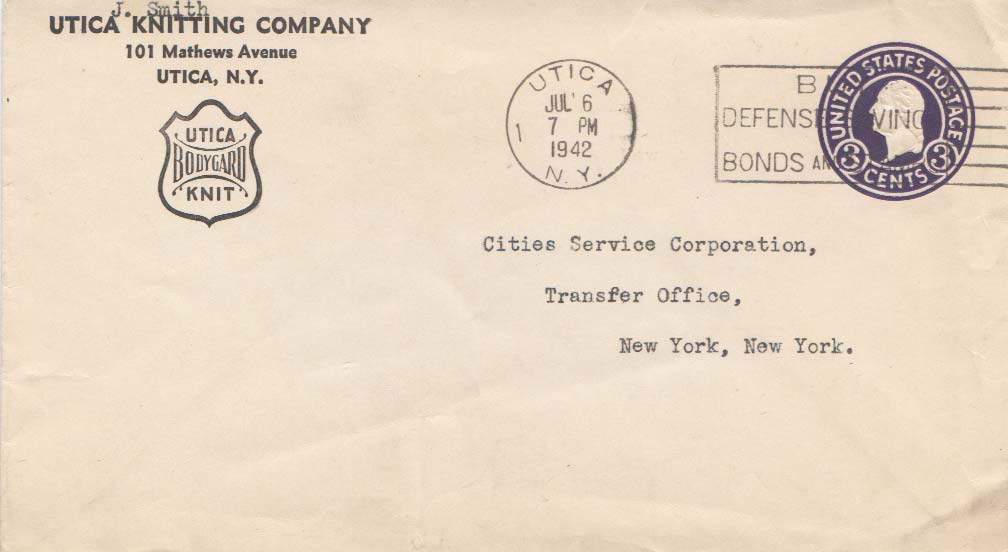 J. Smith
UTICA KNITTING COMPANY
101 Mathews Avenue
UTICA, N.Y.
UTICA
BODYGARD
KNIT
UTICA
JUL 6
1 7 PM
1942
N.Y.
DEFENSE
BONDS
UNITED STATES POSTAGE
3 CENTS 3
Cities Service Corporation,
Transfer Office,
New York, New York.